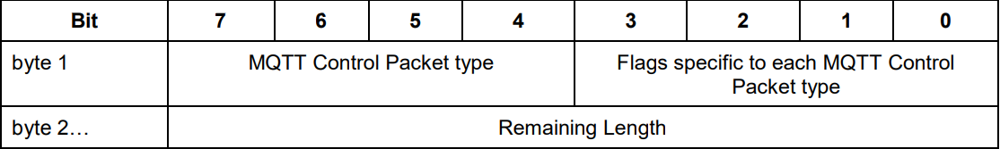 Bit 7 6 5 4 3 2 1 0
byte 1 MQTT Control Packet type Flags specific to each MQTT Control
Packet type
byte 2… Remaining Length